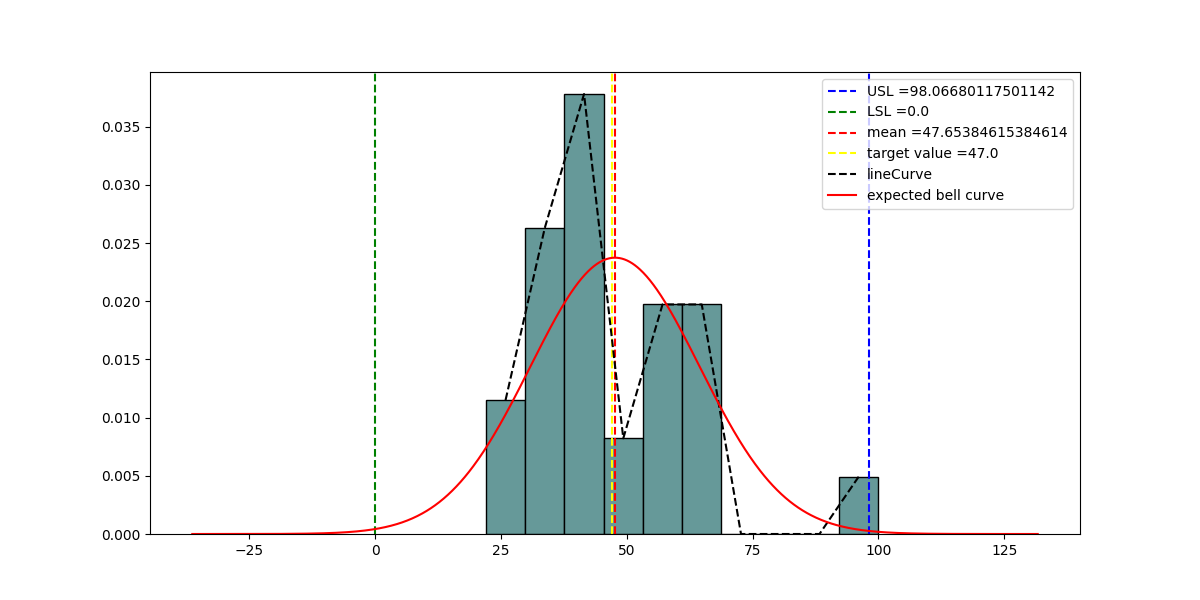 USL =98.06680117501142
LSL =0.0
mean =47.65384615384614
target value =47.0
lineCurve
expected bell curve
0.035
0.030
0.025
0.020
0.015
0.010
0.005
0.000
−25 0 25 50 75 100 125